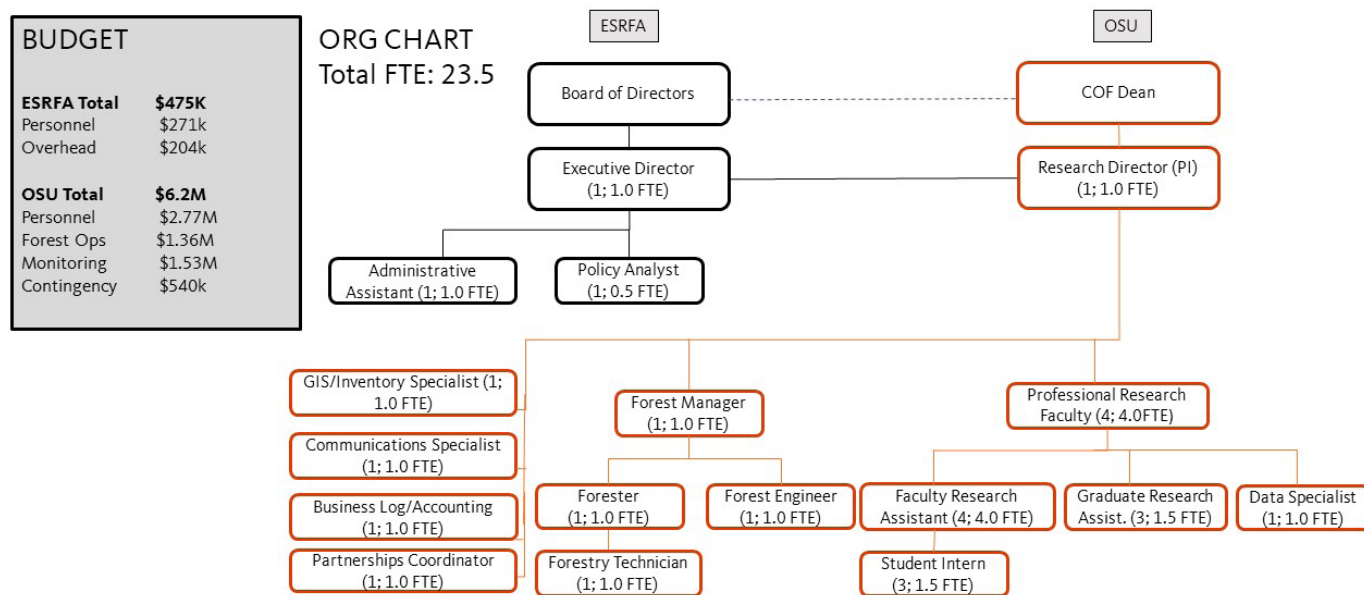 BUDGET
ESRFA Total $475K
Personnel $271k
Overhead $204k
OSU Total $6.2M
Personnel $2.77M
Forest Ops $1.36M
Monitoring $1.53M
Contingency $540k
ORG CHART
Total FTE: 23.5
ESRFA
OSU
Board of Directors
COF Dean
Executive Director
(1; 1.0 FTE)
Research Director (PI)
(1; 1.0 FTE)
Administrative
Assistant (1; 1.0 FTE)
Policy Analyst
(1; 0.5 FTE)
GIS/Inventory Specialist (1;
1.0 FTE)
Communications Specialist
(1; 1.0 FTE)
Business Log/Accounting
(1; 1.0 FTE)
Partnerships Coordinator
(1; 1.0 FTE)
Forest Manager
(1; 1.0 FTE)
Forester
(1; 1.0 FTE)
Forest Engineer
(1; 1.0 FTE)
Forestry Technician
(1; 1.0 FTE)
Professional Research
Faculty (4; 4.0FTE)
Faculty Research
Assistant (4; 4.0 FTE)
Graduate Research
Assist. (3; 1.5 FTE)
Data Specialist
(1; 1.0 FTE)
Student Intern
(3; 1.5 FTE)